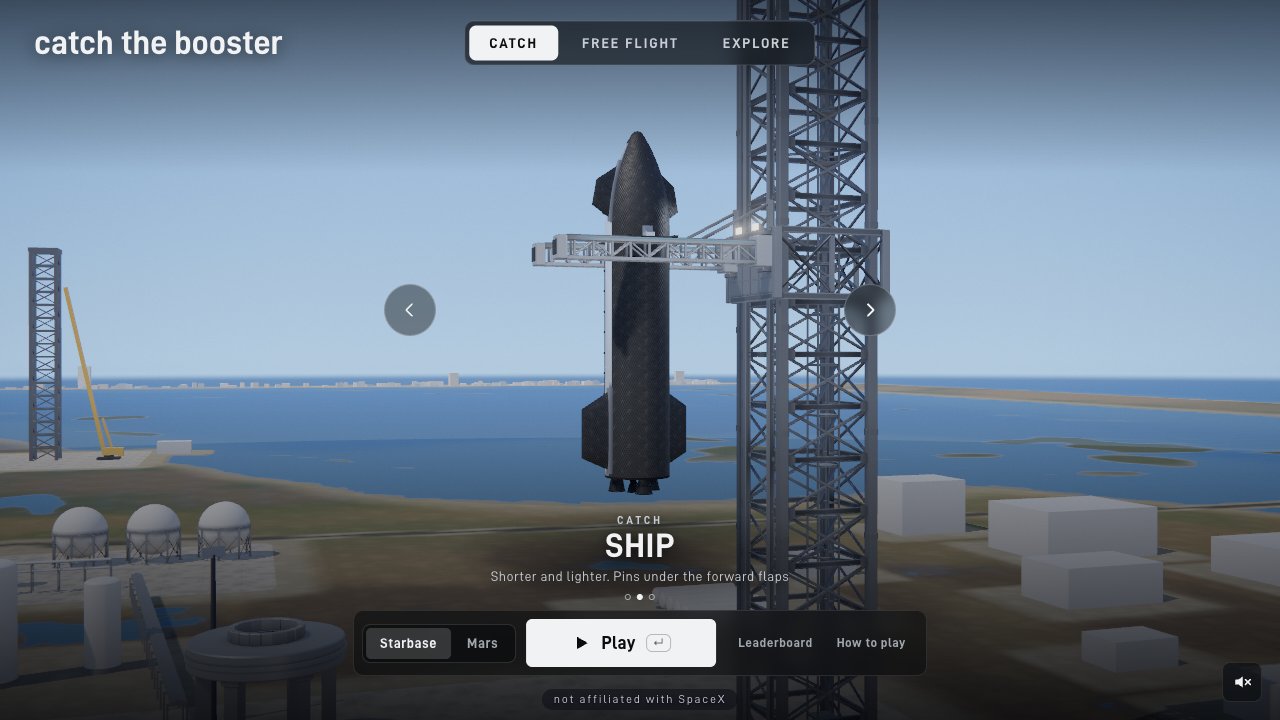 catch the booster
CATCH FREE FLIGHT EXPLORE
CATCH
SHIP
Shorter and lighter. Pins under the forward flaps
Starbase Mars Play Leaderboard How to play
not affiliated with SpaceX